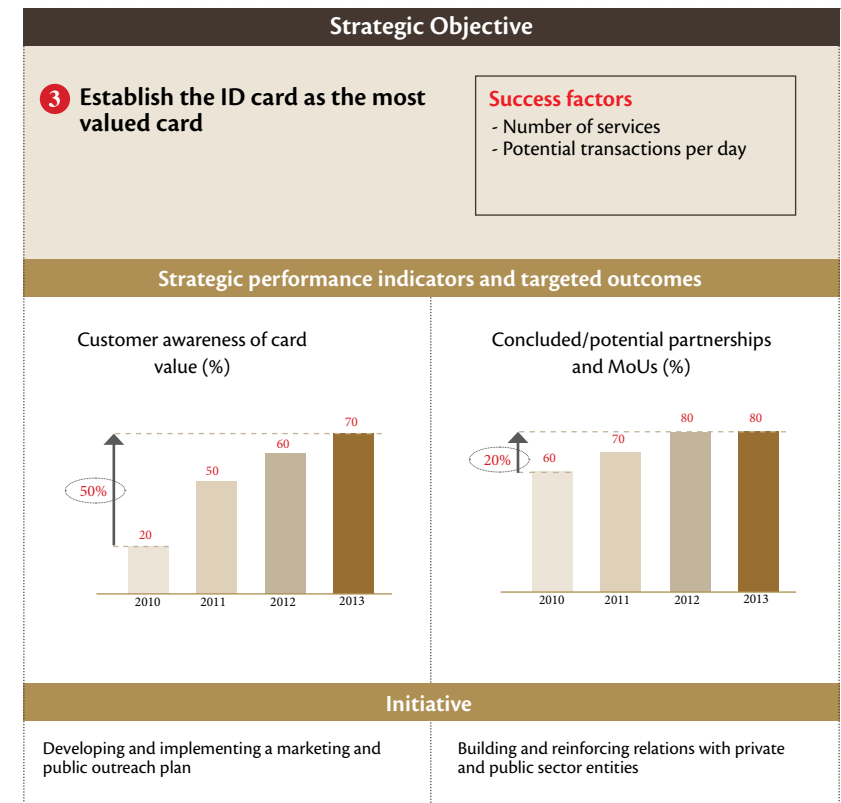 Strategic Objective
3 Establish the ID card as the most
valued card
Success factors
- Number of services
- Potential transactions per day
Strategic performance indicators and targeted outcomes
Customer awareness of card
value (%)
70
60
50
50%
20
2010 2011 2012 2013
Concluded/potential partnerships
and MoUs (%)
80 80
70
20% 60
2010 2011 2012 2013
Initiative
Developing and implementing a marketing and
public outreach plan
Building and reinforcing relations with private
and public sector entities